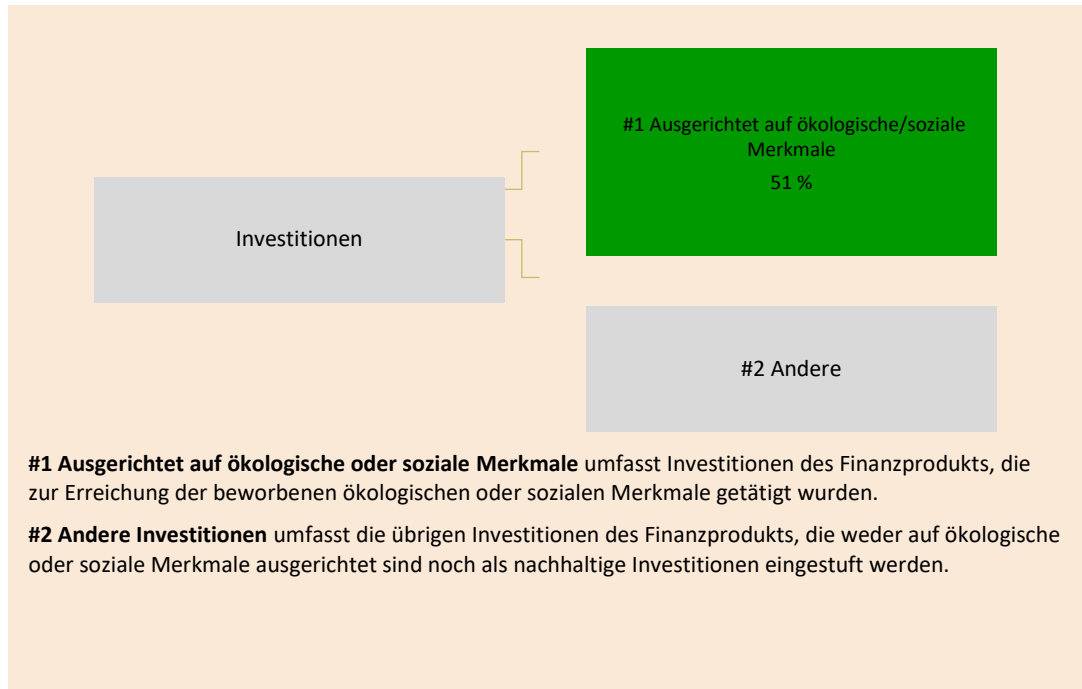 #1 Ausgerichtet auf ökologische/soziale
Merkmale
51 %
Investitionen
#2 Andere
#1 Ausgerichtet auf ökologische oder soziale Merkmale umfasst Investitionen des Finanzprodukts, die
zur Erreichung der beworbenen ökologischen oder sozialen Merkmale getätigt wurden.
#2 Andere Investitionen umfasst die übrigen Investitionen des Finanzprodukts, die weder auf ökologische
oder soziale Merkmale ausgerichtet sind noch als nachhaltige Investitionen eingestuft werden.